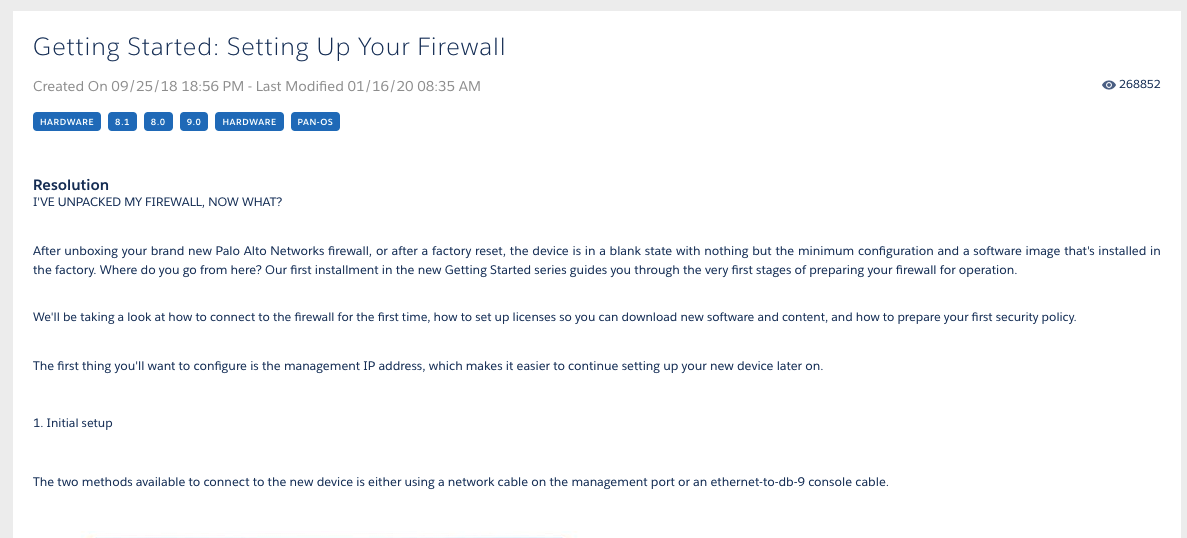 Getting Started: Setting Up Your Firewall
Created On 09/25/18 18:56 PM - Last Modified 01/16/20 08:35 AM
268852
HARDWARE 8.1 8.0 9.0 HARDWARE PAN-OS
Resolution
I'VE UNPACKED MY FIREWALL, NOW WHAT?
After unboxing your brand new Palo Alto Networks firewall, or after a factory reset, the device is in a blank state with nothing but the minimum configuration and a software image that's installed in
the factory. Where do you go from here? Our first installment in the new Getting Started series guides you through the very first stages of preparing your firewall for operation.
We'll be taking a look at how to connect to the firewall for the first time, how to set up licenses so you can download new software and content, and how to prepare your first security policy.
The first thing you'll want to configure is the management IP address, which makes it easier to continue setting up your new device later on.
1. Initial setup
The two methods available to connect to the new device is either using a network cable on the management port or an ethernet-to-db-9 console cable.